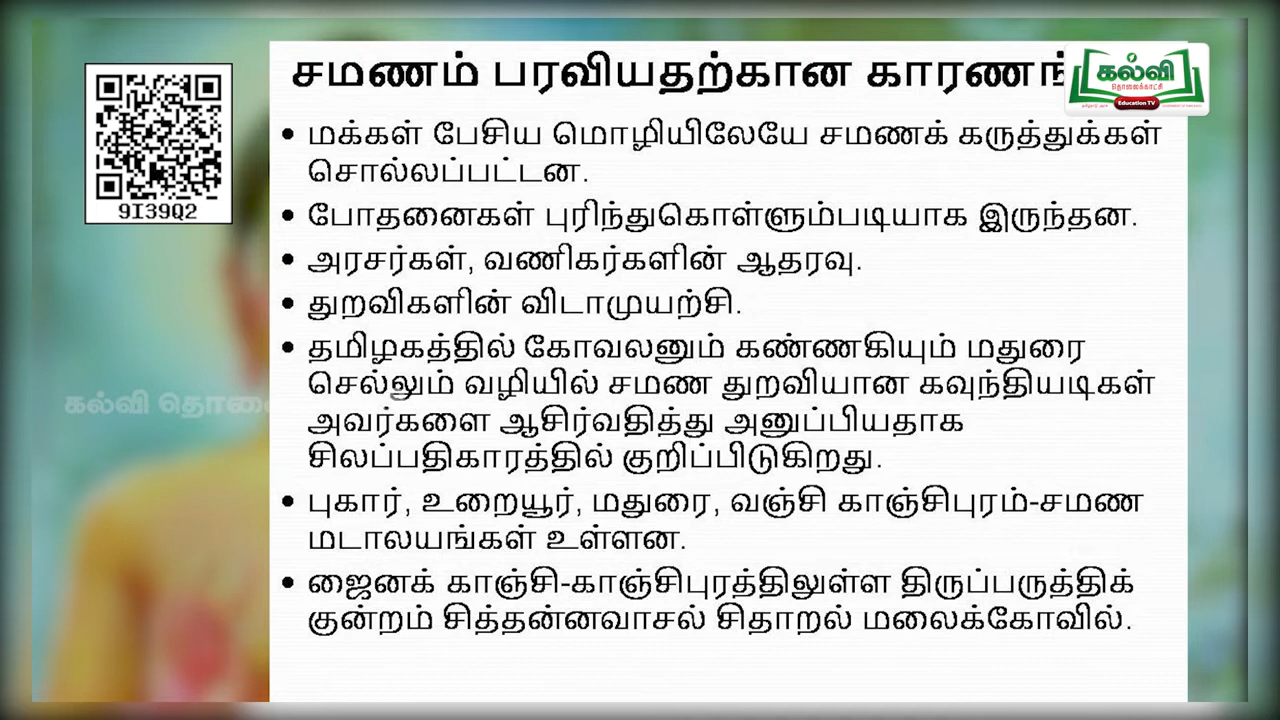 சமணம் பரவியதற்கான
கல்வி
தொலைக்காட்சி
Education TV
9I39Q2
• மக்கள் பேசிய மொழியிலேயே சமணக் கருத்துக்கள்
சொல்லப்பட்டன.
• போதனைகள் புரிந்துகொள்ளும்படியாக இருந்தன.
• அரசர்கள், வணிகர்களின் ஆதரவு.
• துறவிகளின் விடாமுயற்சி.
• தமிழகத்தில் கோவலனும் கண்ணகியும் மதுரை
செல்லும் வழியில் சமண துறவியான கவுந்தியடிகள்
அவர்களை ஆசிர்வதித்து அனுப்பியதாக
சிலப்பதிகாரத்தில் குறிப்பிடுகிறது.
கல்வி
• புகார், உறையூர், மதுரை, வஞ்சி காஞ்சிபுரம்-சமண
மடாலயங்கள் உள்ளன.
• ஜைனக் காஞ்சி-காஞ்சிபுரத்திலுள்ள திருப்பருத்திக்
குன்றம் சித்தன்னவாசல் சிதாறல் மலைக்கோவில்.